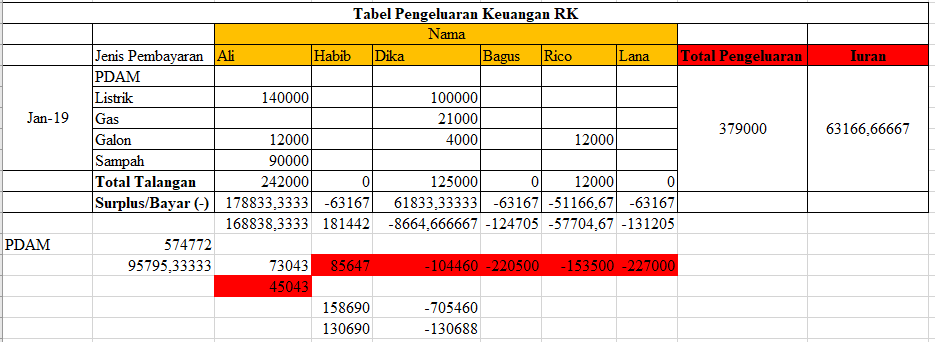 Tabel Pengeluaran Keuangan RK
Nama
Jenis Pembayaran Ali Habib Dika Bagus Rico Lana Total Pengeluaran Iuran
PDAM
Listrik 140000 100000
Jan-19 Gas 21000
379000 63166,66667
Galon 12000 4000 12000
Sampah 90000
Total Talangan 242000 0 125000 0 12000 0
Surplus/Bayar (-) 178833,3333 -63167 61833,33333 -63167 -51166,67 -63167
168838,3333 181442 -8664,666667 -124705 -57704,67 -131205
PDAM 574772
95795,33333 73043 85647 -104460 -220500 -153500 -227000
45043
158690 -705460
130690 -130688